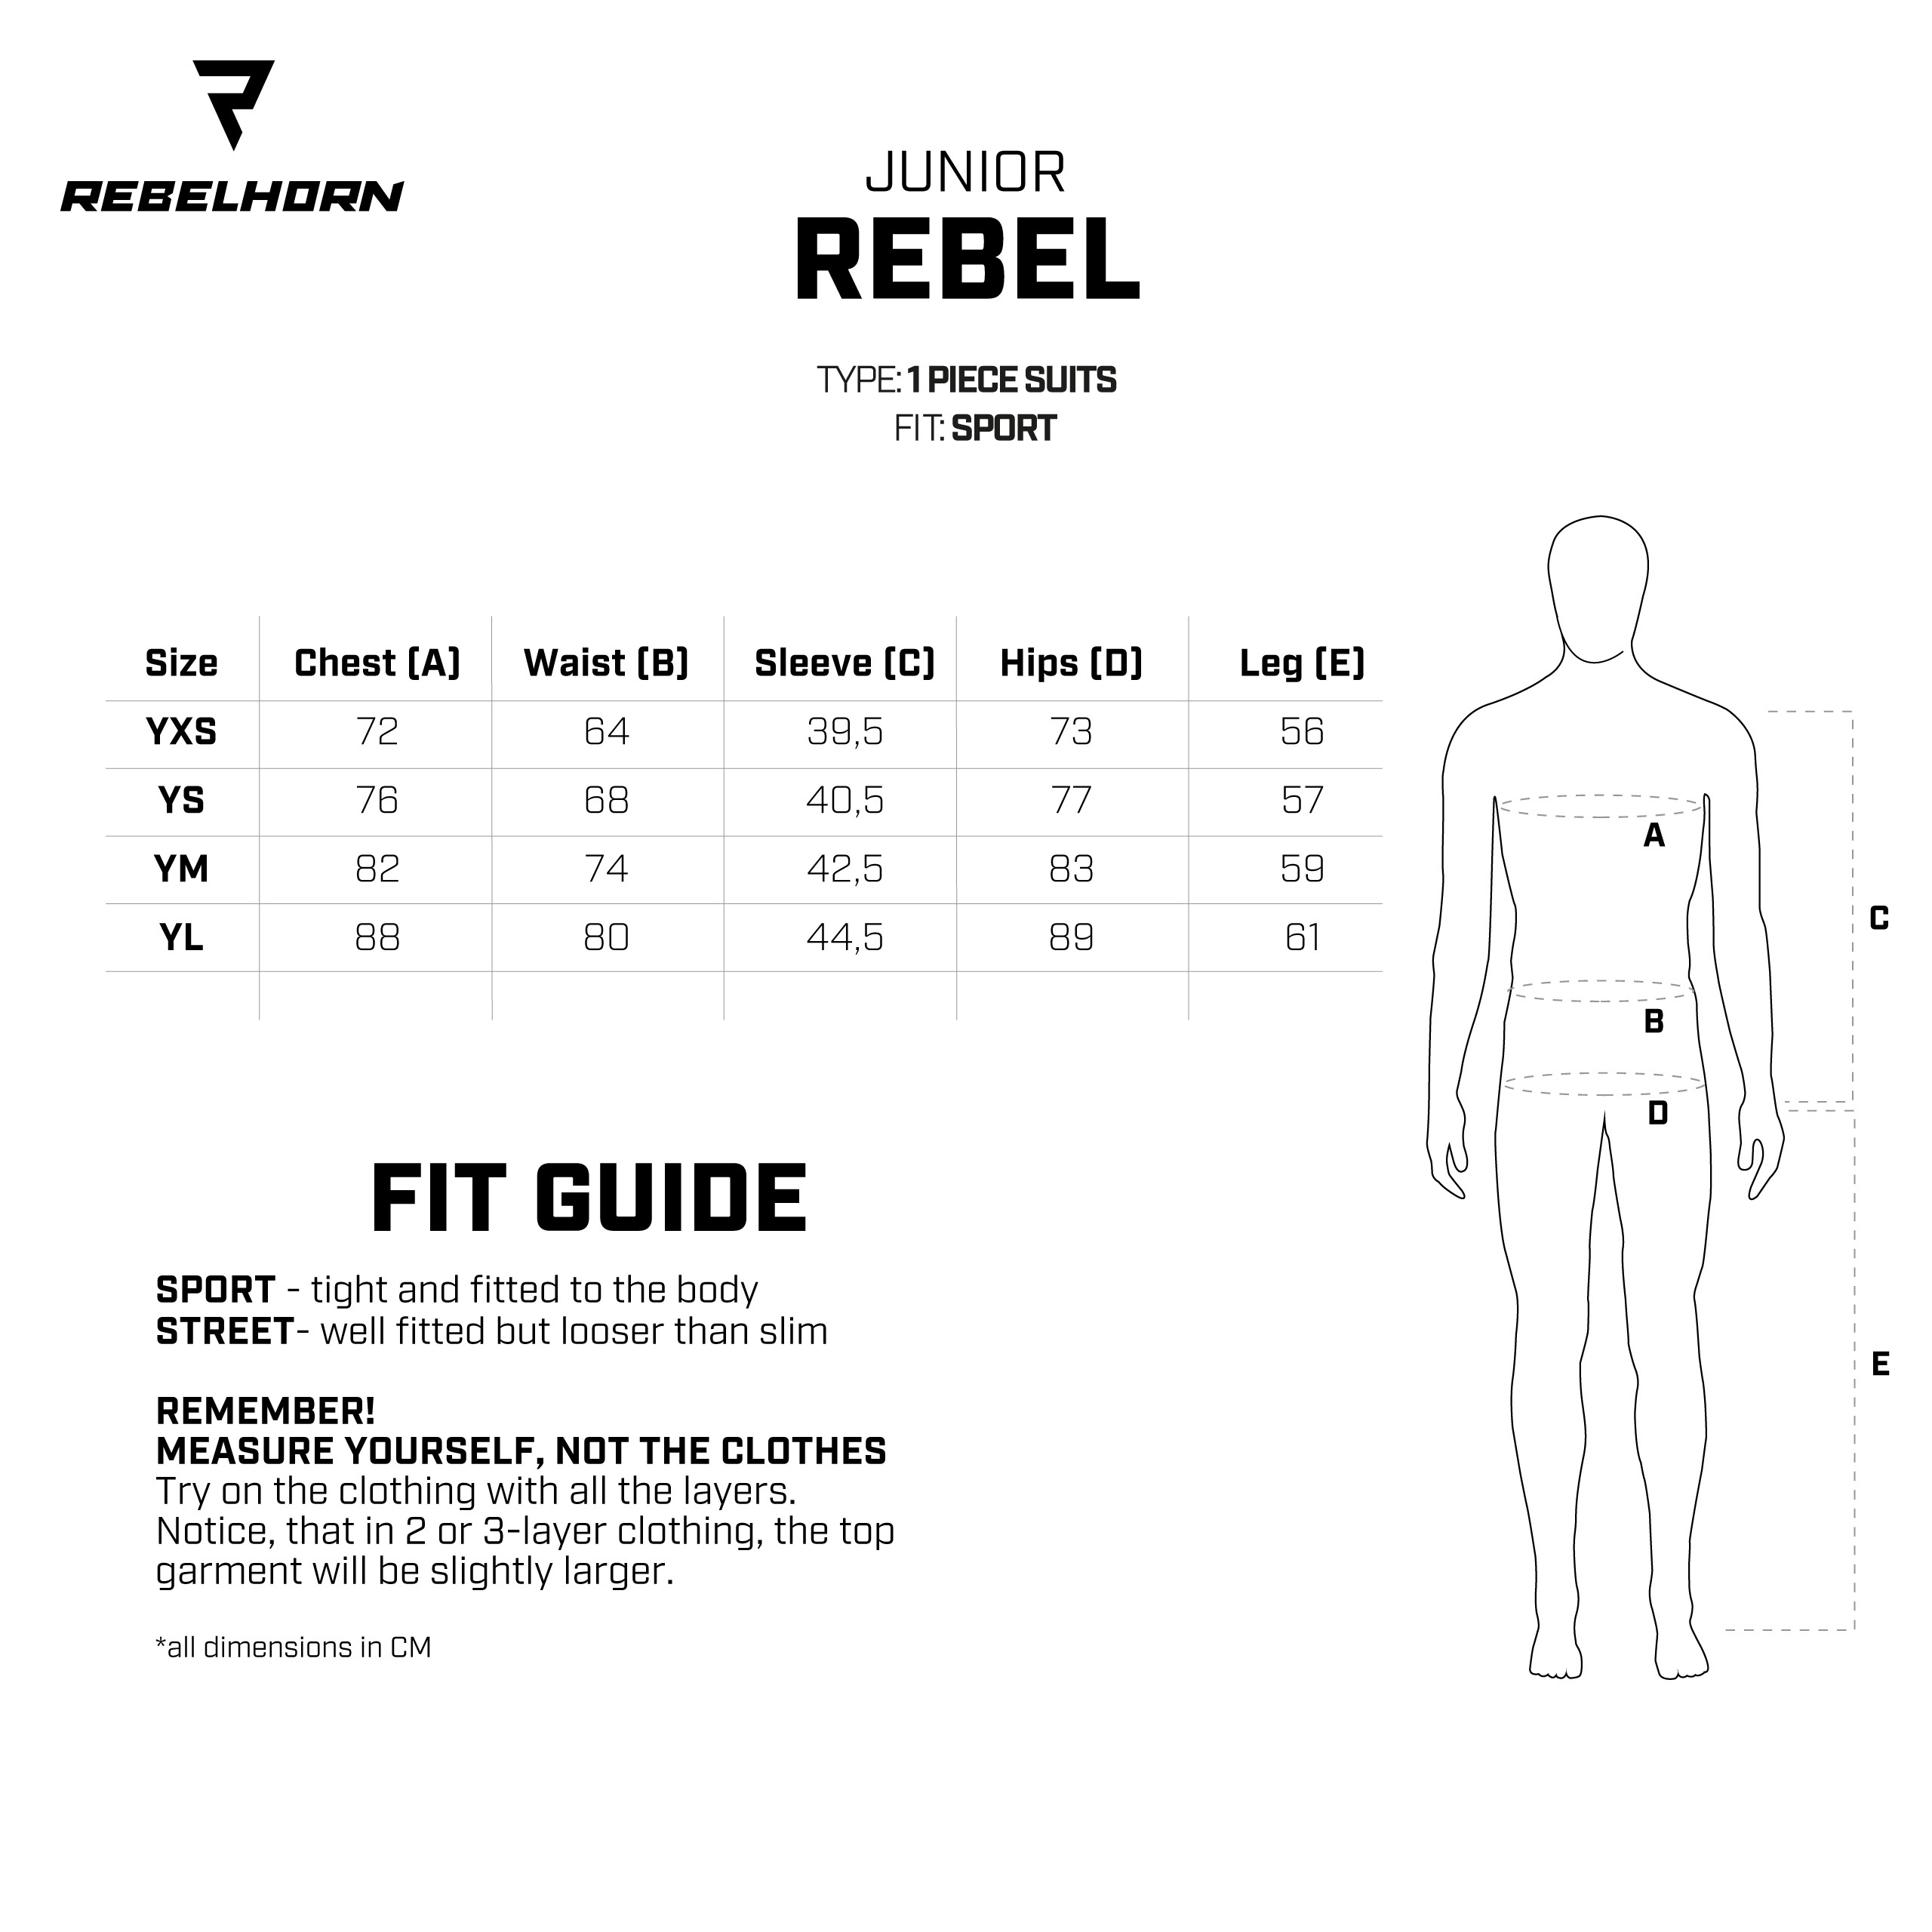 REBELHORN
JUNIOR
REBEL
TYPE: 1 PIECE SUITS
FIT: SPORT
Size Chest (A) Waist (B) Sleeve (C) Hips (D) Leg (E)
YXS 72 64 39,5 73 56
YS 76 68 40,5 77 57
YM 82 74 42,5 83 59
YL 88 80 44,5 89 61
A
C
B
D
E
FIT GUIDE
SPORT - tight and fitted to the body
STREET- well fitted but looser than slim
REMEMBER!
MEASURE YOURSELF, NOT THE CLOTHES
Try on the clothing with all the layers.
Notice, that in 2 or 3-layer clothing, the top
garment will be slightly larger.
*all dimensions in CM